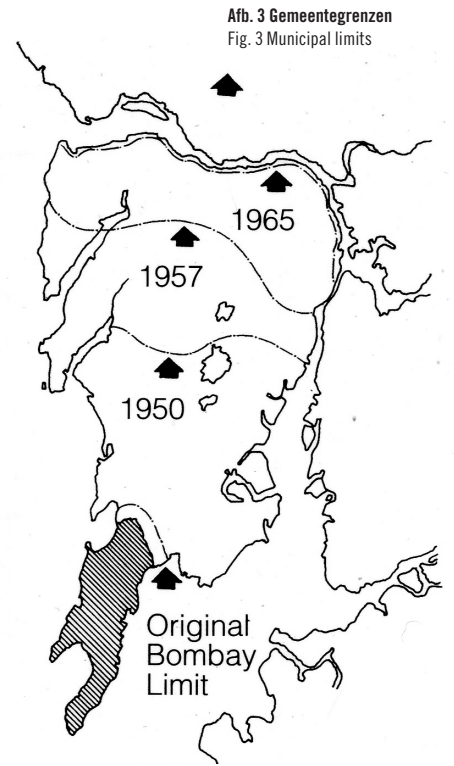 Afb. 3 Gemeentegrenzen
Fig. 3 Municipal limits
1965
1957
1950
Original
Bombay
Limit